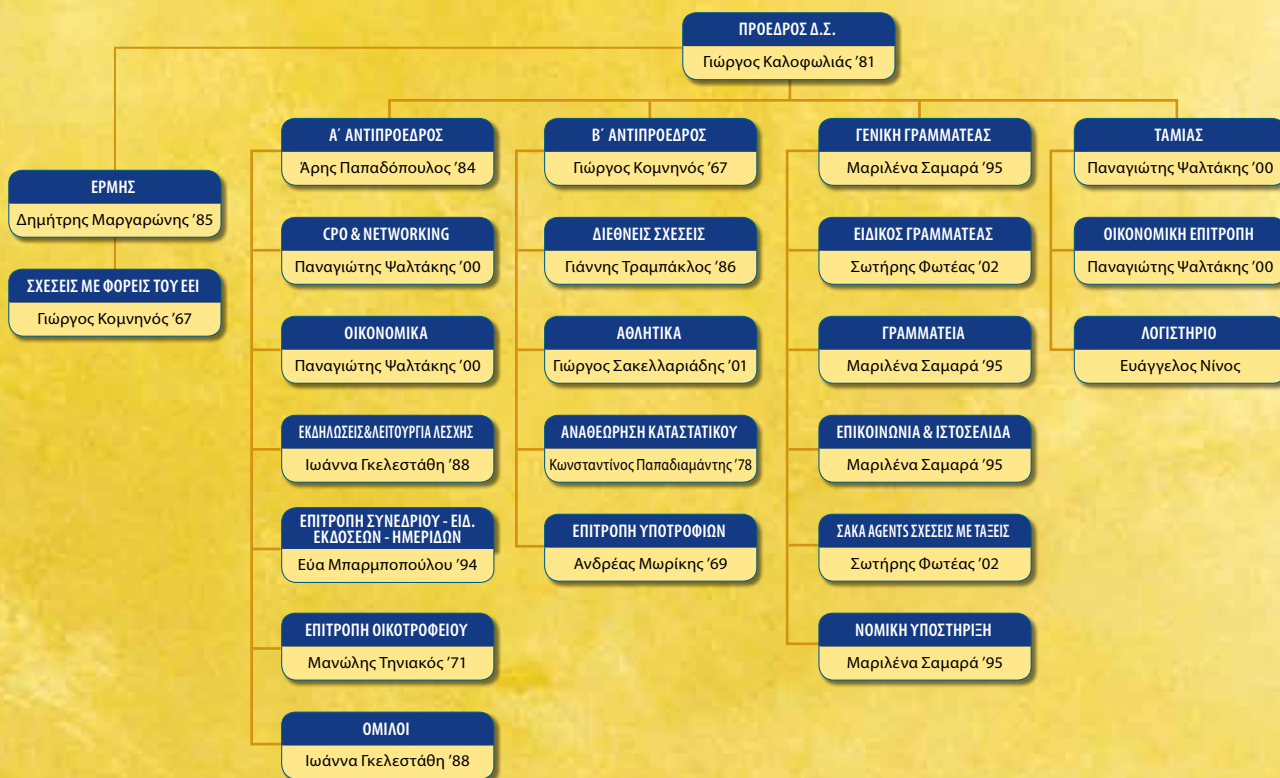 ΠΡΟΕΔΡΟΣ Δ.Σ.
Γιώργος Καλοφωλιάς ’81
ΕΡΜΗΣ
Δημήτρης Μαργαρώνης ’85
ΣΧΕΣΕΙΣ ΜΕ ΦΟΡΕΙΣ ΤΟΥ ΕΕΙ
Γιώργος Κομνηνός ’67
Α΄ ΑΝΤΙΠΡΟΕΔΡΟΣ
Άρης Παπαδόπουλος ’84
CPO & NETWORKING
Παναγιώτης Ψαλτάκης ’00
ΟΙΚΟΝΟΜΙΚΑ
Παναγιώτης Ψαλτάκης ’00
ΕΚΔΗΛΩΣΕΙΣ&ΛΕΙΤΟΥΡΓΙΑ ΛΕΣΧΗΣ
Ιωάννα Γκελεστάθη ’88
ΕΠΙΤΡΟΠΗ ΣΥΝΕΔΡΙΟΥ - ΕΙΔ.
ΕΚΔΟΣΕΩΝ - ΗΜΕΡΙΔΩΝ
Εύα Μπαρμποπούλου ’94
ΕΠΙΤΡΟΠΗ ΟΙΚΟΤΡΟΦΕΙΟΥ
Μανώλης Τηνιακός ’71
ΟΜΙΛΟΙ
Ιωάννα Γκελεστάθη ’88
Β΄ ΑΝΤΙΠΡΟΕΔΡΟΣ
Γιώργος Κομνηνός ’67
ΔΙΕΘΝΕΙΣ ΣΧΕΣΕΙΣ
Γιάννης Τραμπάκλος ’86
ΑΘΛΗΤΙΚΑ
Γιώργος Σακελλαριάδης ’01
ΑΝΑΘΕΩΡΗΣΗ ΚΑΤΑΣΤΑΤΙΚΟΥ
Κωνσταντίνος Παπαδιαμάντης ’78
ΕΠΙΤΡΟΠΗ ΥΠΟΤΡΟΦΙΩΝ
Ανδρέας Μωρίκης ’69
ΓΕΝΙΚΗ ΓΡΑΜΜΑΤΕΑΣ
Μαριλένα Σαμαρά ’95
ΕΙΔΙΚΟΣ ΓΡΑΜΜΑΤΕΑΣ
Σωτήρης Φωτέας ’02
ΓΡΑΜΜΑΤΕΙΑ
Μαριλένα Σαμαρά ’95
ΕΠΙΚΟΙΝΩΝΙΑ & ΙΣΤΟΣΕΛΙΔΑ
Μαριλένα Σαμαρά ’95
ΣΑΚΑ AGENTS ΣΧΕΣΕΙΣ ΜΕ ΤΑΞΕΙΣ
Σωτήρης Φωτέας ’02
ΝΟΜΙΚΗ ΥΠΟΣΤΗΡΙΞΗ
Μαριλένα Σαμαρά ’95
ΤΑΜΙΑΣ
Παναγιώτης Ψαλτάκης ’00
ΟΙΚΟΝΟΜΙΚΗ ΕΠΙΤΡΟΠΗ
Παναγιώτης Ψαλτάκης ’00
ΛΟΓΙΣΤΗΡΙΟ
Ευάγγελος Νίνος